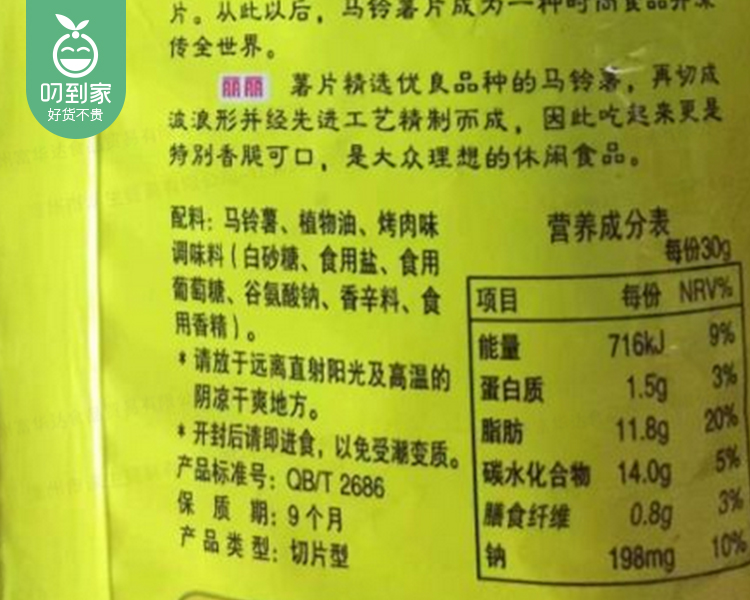 叨到家
好货不贵
片。从此以后，马铃薯片成为一种时尚食品并来
传全世界。
丽丽 薯片精选优良品种的马铃薯，再切成
波浪形并经先进工艺精制而成，因此吃起来更是
特别香脆可口，是大众理想的休闲食品。
配料：马铃薯、植物油、烤肉味
调味料（白砂糖、食用盐、食用
葡萄糖、谷氨酸钠、香辛料、食
用香精）。
*请放于远离直射阳光及高温的
阴凉干爽地方。
*开封后请即进食，以免受潮变质。
产品标准号：QB/T 2686
保 质 期：9个月
产品类型：切片型
营养成分表
每份30g
项目 每份 NRV%
能量 716kJ 9%
蛋白质 1.5g 3%
脂肪 11.8g 20%
碳水化合物 14.0g 5%
膳食纤维 0.8g 3%
钠 198mg 10%